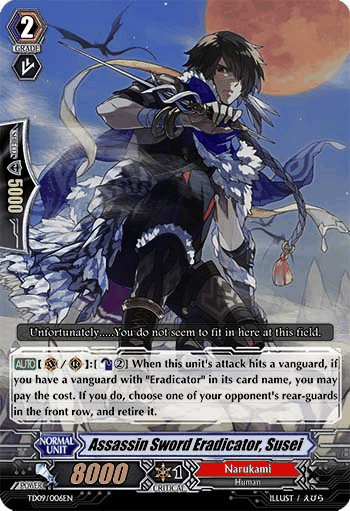 2
GRADE
SHIELD
5000
Unfortunately.....You do not seem to fit in here at this field.
AUTO [ / ]:[ ②] When this unit's attack hits a vanguard, if
you have a vanguard with "Eradicator" in its card name, you may
pay the cost. If you do, choose one of your opponent's rear-guards
in the front row, and retire it.
NORMAL UNIT
Assassin Sword Eradicator, Susei
POWER
8000
1
CRITICAL
Narukami
Human
TD09/006EN
ILLUST / えびら